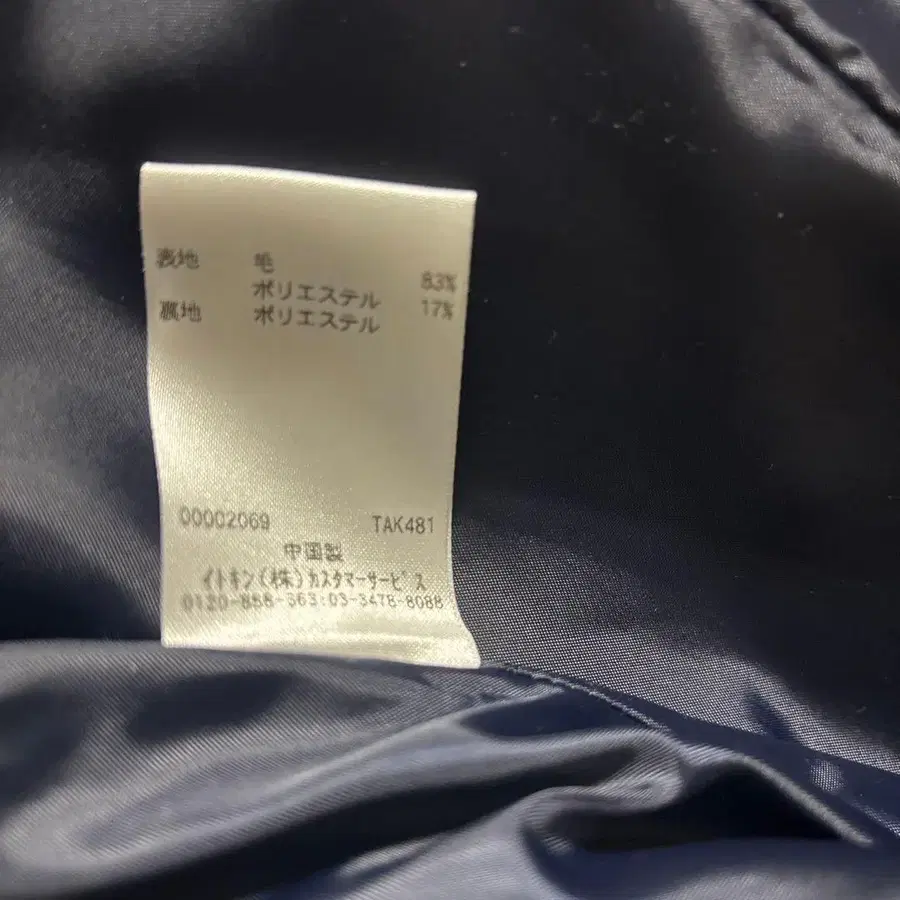 表地 毛 83%
ポリエステル 17%
裏地 ポリエステル
00002069 TAK481
中国製
イトキン(株)カスタマーサービス
0120-888-363:03-3478-8088